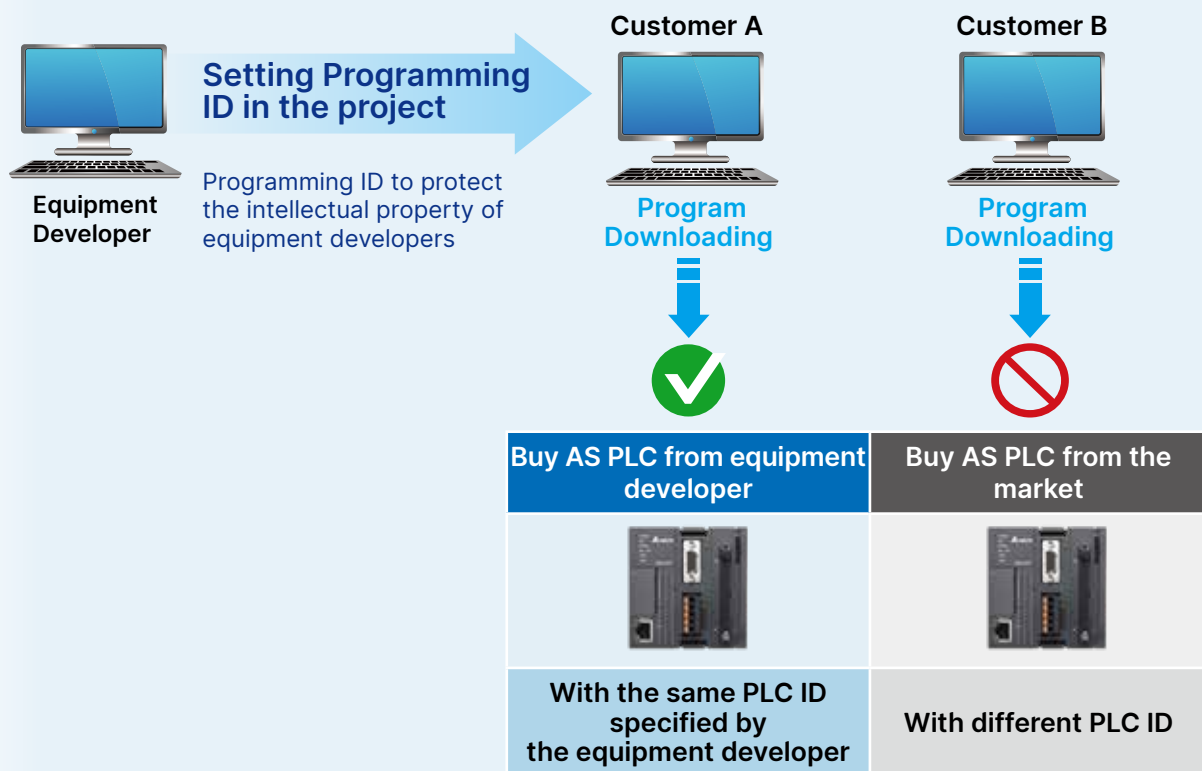 Customer A
Customer B
Setting Programming
ID in the project
Programming ID to protect
the intellectual property of
equipment developers
Equipment
Developer
Program
Downloading
Program
Downloading
Buy AS PLC from equipment
developer
Buy AS PLC from the
market
With the same PLC ID
specified by
the equipment developer
With different PLC ID